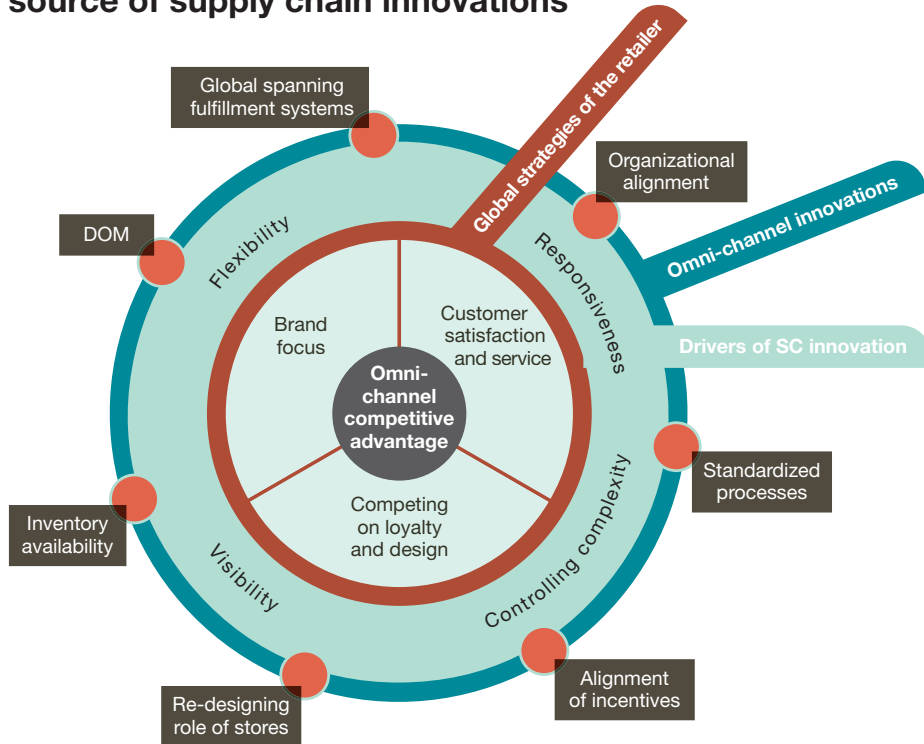 source of supply chain innovations
Global spanning
fulfillment systems
Global strategies of the retailer
Organizational
alignment
Omni-channel innovations
DOM
Flexibility
Responsiveness
Drivers of SC innovation
Brand
focus
Customer
satisfaction
and service
Omni-
channel
competitive
advantage
Competing
on loyalty
and design
Standardized
processes
Inventory
availability
Visibility
Controlling complexity
Re-designing
role of stores
Alignment
of incentives